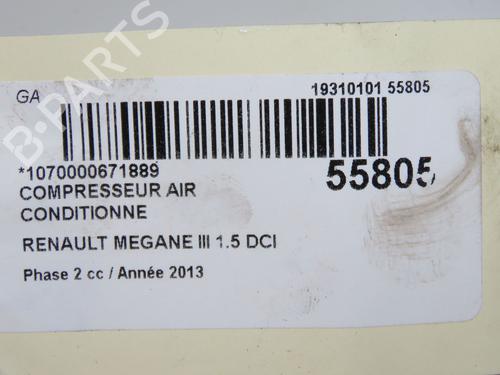 B-PARTS
GA
19310101 55805
*1070000671889
55805
COMPRESSEUR AIR
CONDITIONNE
RENAULT MEGANE III 1.5 DCI
Phase 2 cc / Année 2013